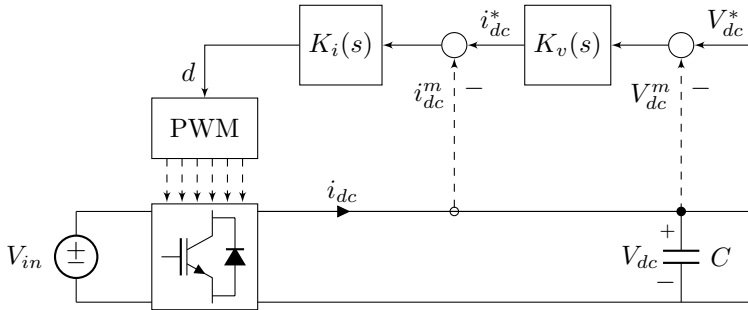 K_i(s) i_{dc}^* K_v(s) V_{dc}^*
d i_{dc}^m − V_{dc}^m −
PWM
i_{dc}
V_{in} ± − V_{dc} + − C